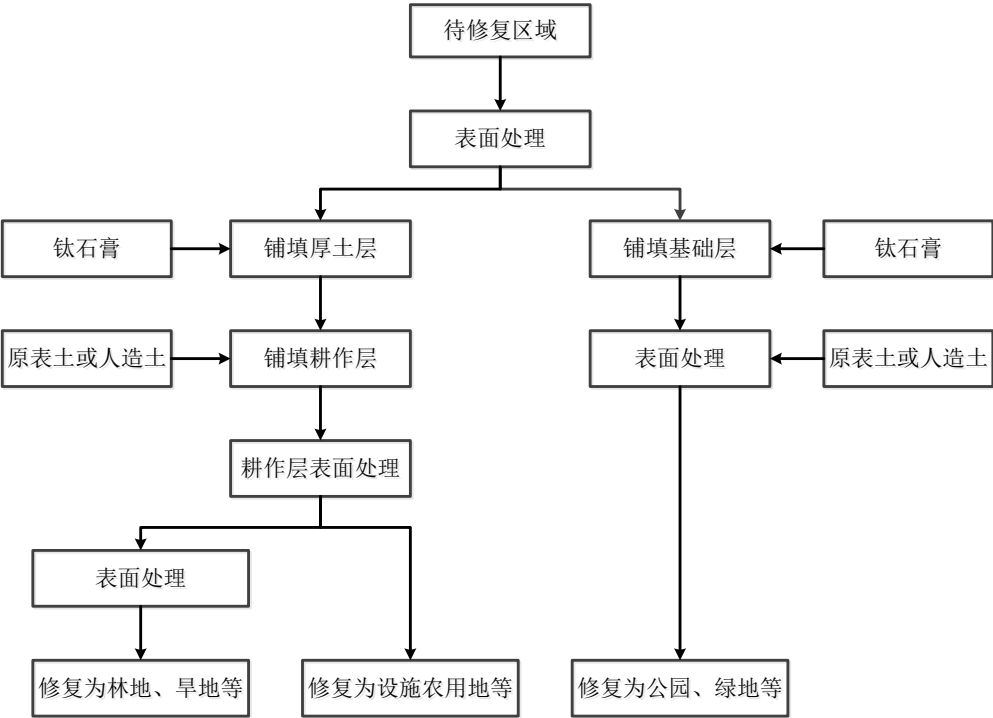 待修复区域
表面处理
钛石膏
铺填厚土层
铺填基础层
钛石膏
原表土或人造土
铺填耕作层
表面处理
原表土或人造土
耕作层表面处理
表面处理
修复为林地、旱地等
修复为设施农用地等
修复为公园、绿地等